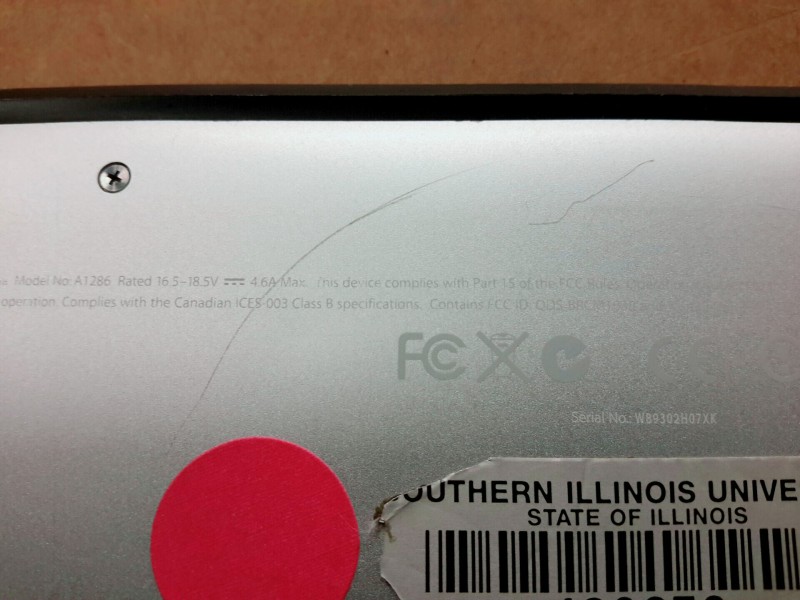 Model No: A1286 Rated 16.5-18.5V 4.6A Max. This device complies with Part 15 of the FCC Rules.
operation. Complies with the Canadian ICES-003 Class B specifications. Contains FCC ID:
FC
Serial No.: W89302H07XK
OUTHERN ILLINOIS UNIVE
STATE OF ILLINOIS